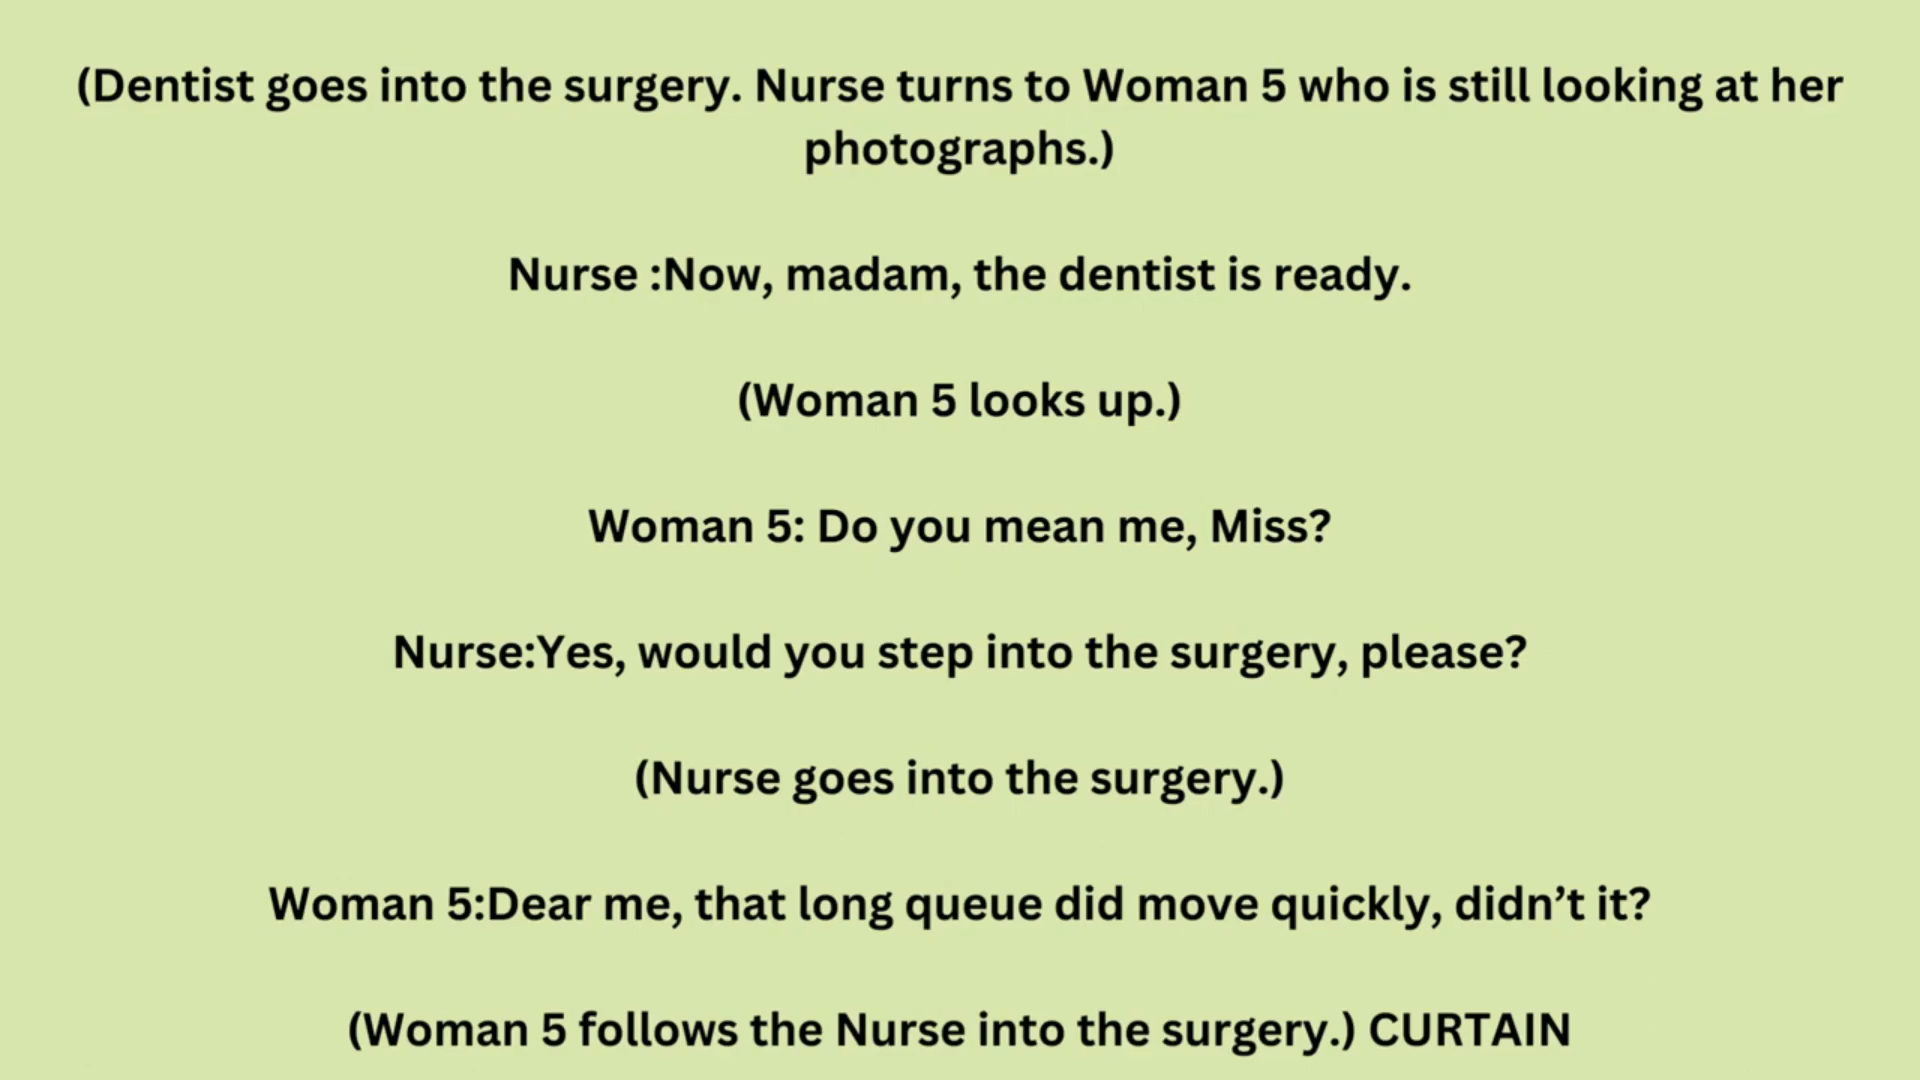 (Dentist goes into the surgery. Nurse turns to Woman 5 who is still looking at her
photographs.)
Nurse :Now, madam, the dentist is ready.
(Woman 5 looks up.)
Woman 5: Do you mean me, Miss?
Nurse:Yes, would you step into the surgery, please?
(Nurse goes into the surgery.)
Woman 5:Dear me, that long queue did move quickly, didn’t it?
(Woman 5 follows the Nurse into the surgery.) CURTAIN